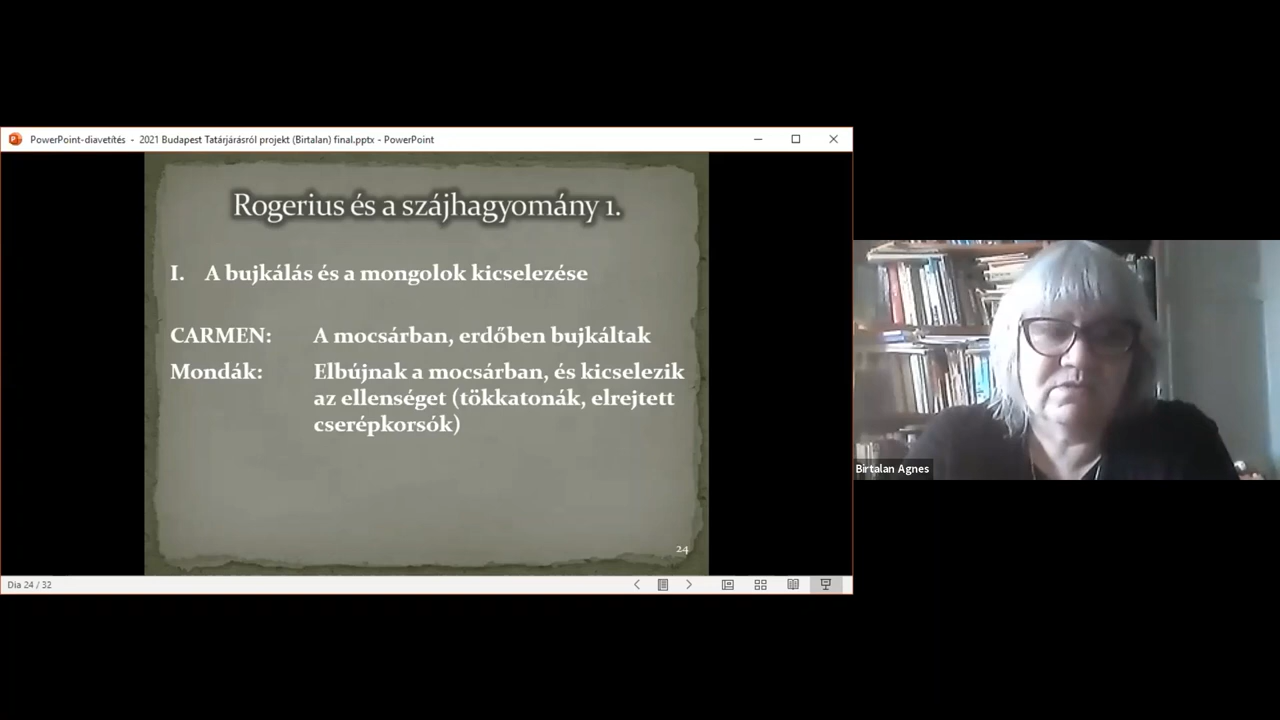 PowerPoint-diavetítés - 2021 Budapest Tatárjárásról projekt (Birtalan) final.pptx - PowerPoint
Rogerius és a szájhagyomány 1.
I. A bujkálás és a mongolok kicselezése
CARMEN: A mocsárban, erdőben bujkáltak
Mondák: Elbújnak a mocsárban, és kicselezik
az ellenséget (tökkatonák, elrejtett
cserépkorsók)
24
Dia 24 / 32
Birtalan Agnes